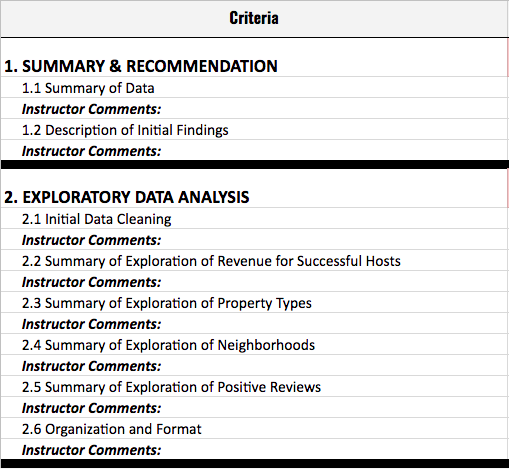 Criteria
1. SUMMARY & RECOMMENDATION
1.1 Summary of Data
Instructor Comments:
1.2 Description of Initial Findings
Instructor Comments:
2. EXPLORATORY DATA ANALYSIS
2.1 Initial Data Cleaning
Instructor Comments:
2.2 Summary of Exploration of Revenue for Successful Hosts
Instructor Comments:
2.3 Summary of Exploration of Property Types
Instructor Comments:
2.4 Summary of Exploration of Neighborhoods
Instructor Comments:
2.5 Summary of Exploration of Positive Reviews
Instructor Comments:
2.6 Organization and Format
Instructor Comments: